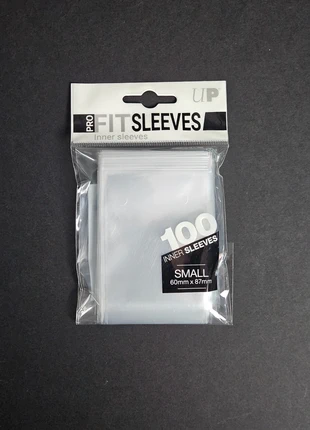 UP
PRO FIT SLEEVES
Inner sleeves
100
INNER SLEEVES
SMALL
60mm x 87mm